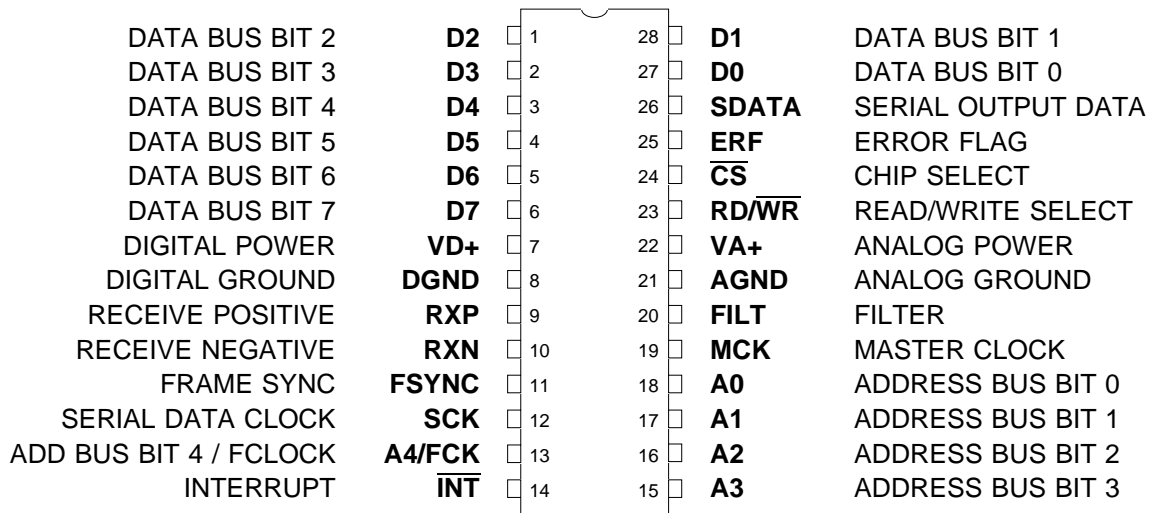 DATA BUS BIT 2 D2 1 28 D1 DATA BUS BIT 1
DATA BUS BIT 3 D3 2 27 D0 DATA BUS BIT 0
DATA BUS BIT 4 D4 3 26 SDATA SERIAL OUTPUT DATA
DATA BUS BIT 5 D5 4 25 ERF ERROR FLAG
DATA BUS BIT 6 D6 5 24 C̅S̅ CHIP SELECT
DATA BUS BIT 7 D7 6 23 RD/W̅R̅ READ/WRITE SELECT
DIGITAL POWER VD+ 7 22 VA+ ANALOG POWER
DIGITAL GROUND DGND 8 21 AGND ANALOG GROUND
RECEIVE POSITIVE RXP 9 20 FILT FILTER
RECEIVE NEGATIVE RXN 10 19 MCK MASTER CLOCK
FRAME SYNC FSYNC 11 18 A0 ADDRESS BUS BIT 0
SERIAL DATA CLOCK SCK 12 17 A1 ADDRESS BUS BIT 1
ADD BUS BIT 4 / FCLOCK A4/FCK 13 16 A2 ADDRESS BUS BIT 2
INTERRUPT I̅N̅T̅ 14 15 A3 ADDRESS BUS BIT 3